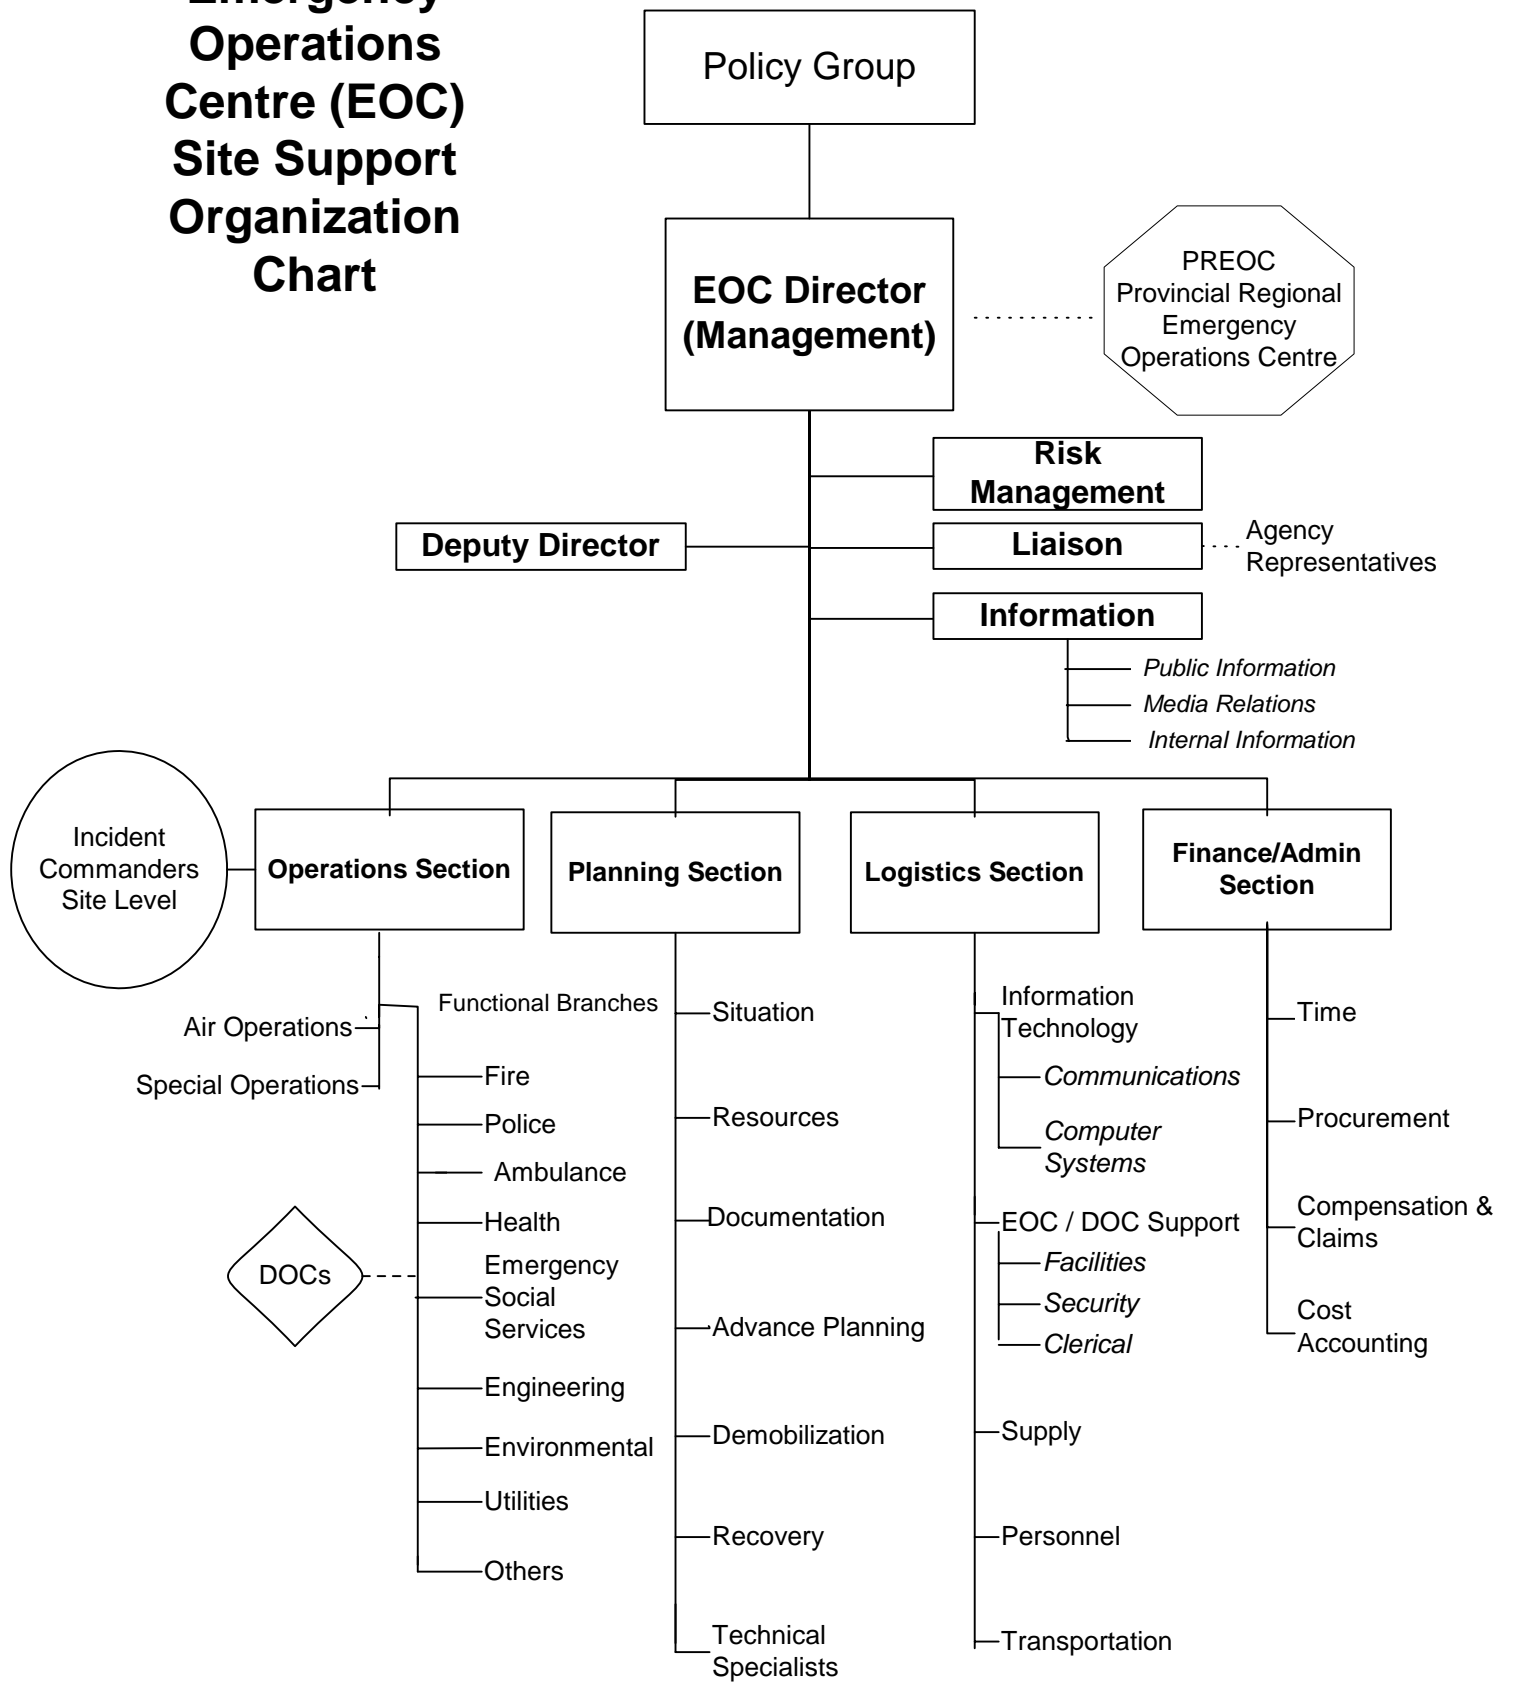 Emergency
Operations
Centre (EOC)
Site Support
Organization
Chart
Policy Group
EOC Director
(Management)
PREOC
Provincial Regional
Emergency
Operations Centre
Risk
Management
Deputy Director
Liaison
Agency
Representatives
Information
Public Information
Media Relations
Internal Information
Incident
Commanders
Site Level
Operations Section
Planning Section
Logistics Section
Finance/Admin
Section
Functional Branches
Air Operations
Special Operations
Fire
Police
Ambulance
Health
Emergency
Social
Services
Engineering
Environmental
Utilities
Others
DOCs
Situation
Resources
Documentation
Advance Planning
Demobilization
Recovery
Technical
Specialists
Information
Technology
Communications
Computer
Systems
EOC / DOC Support
Facilities
Security
Clerical
Supply
Personnel
Transportation
Time
Procurement
Compensation &
Claims
Cost
Accounting